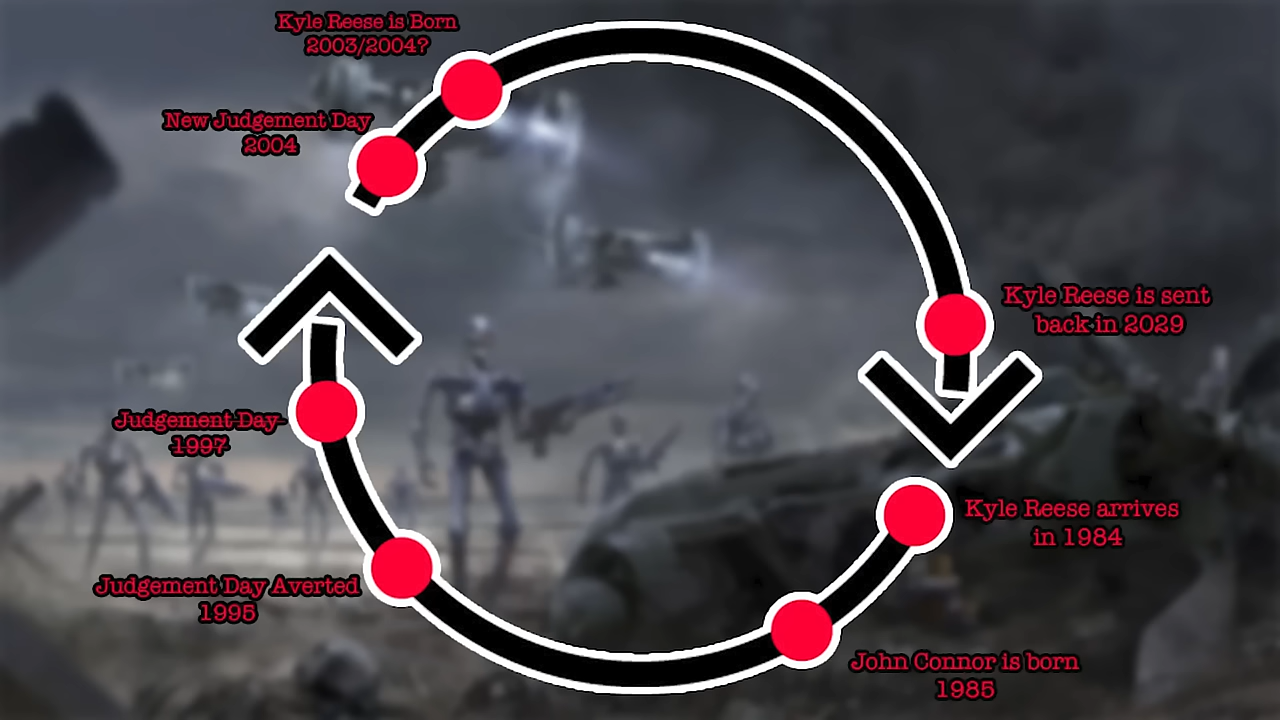 Kyle Reese is Born
2003/2004?
New Judgement Day
2004
Kyle Reese is sent
back in 2029
Judgement Day
1997
Kyle Reese arrives
in 1984
Judgement Day Averted
1995
John Connor is born
1985